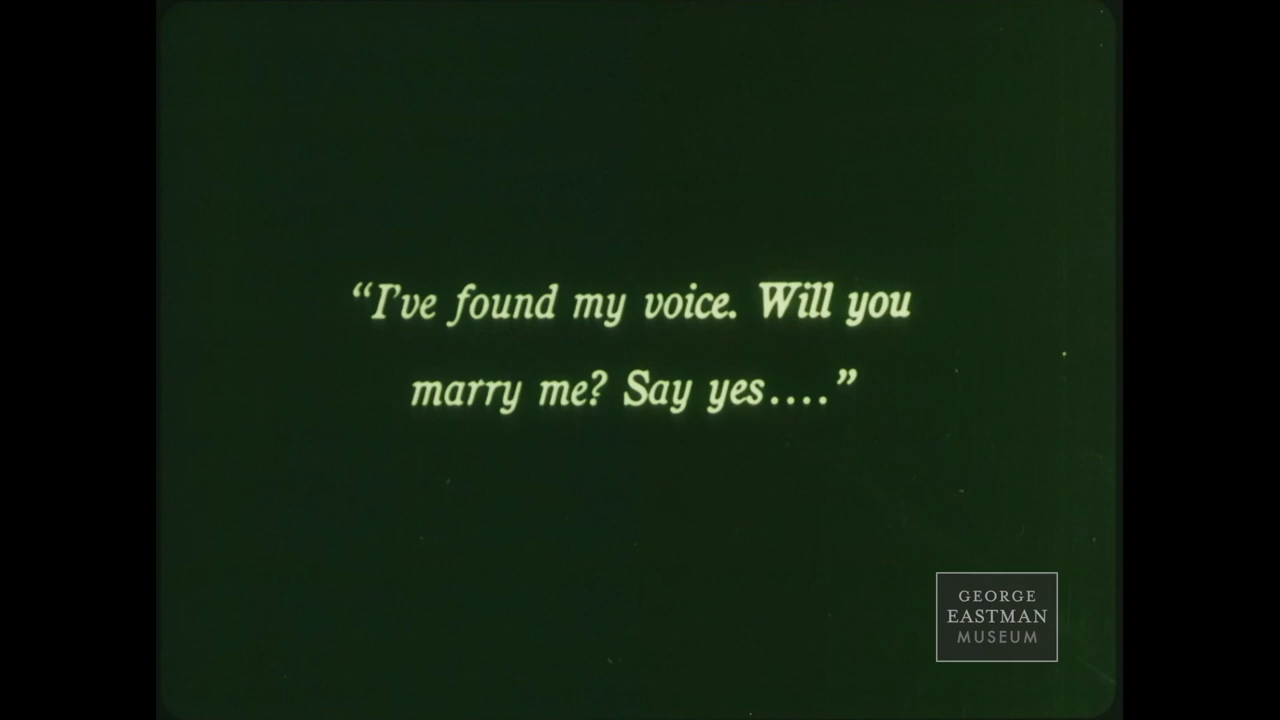 “I’ve found my voice. Will you
marry me? Say yes....”
GEORGE
EASTMAN
MUSEUM